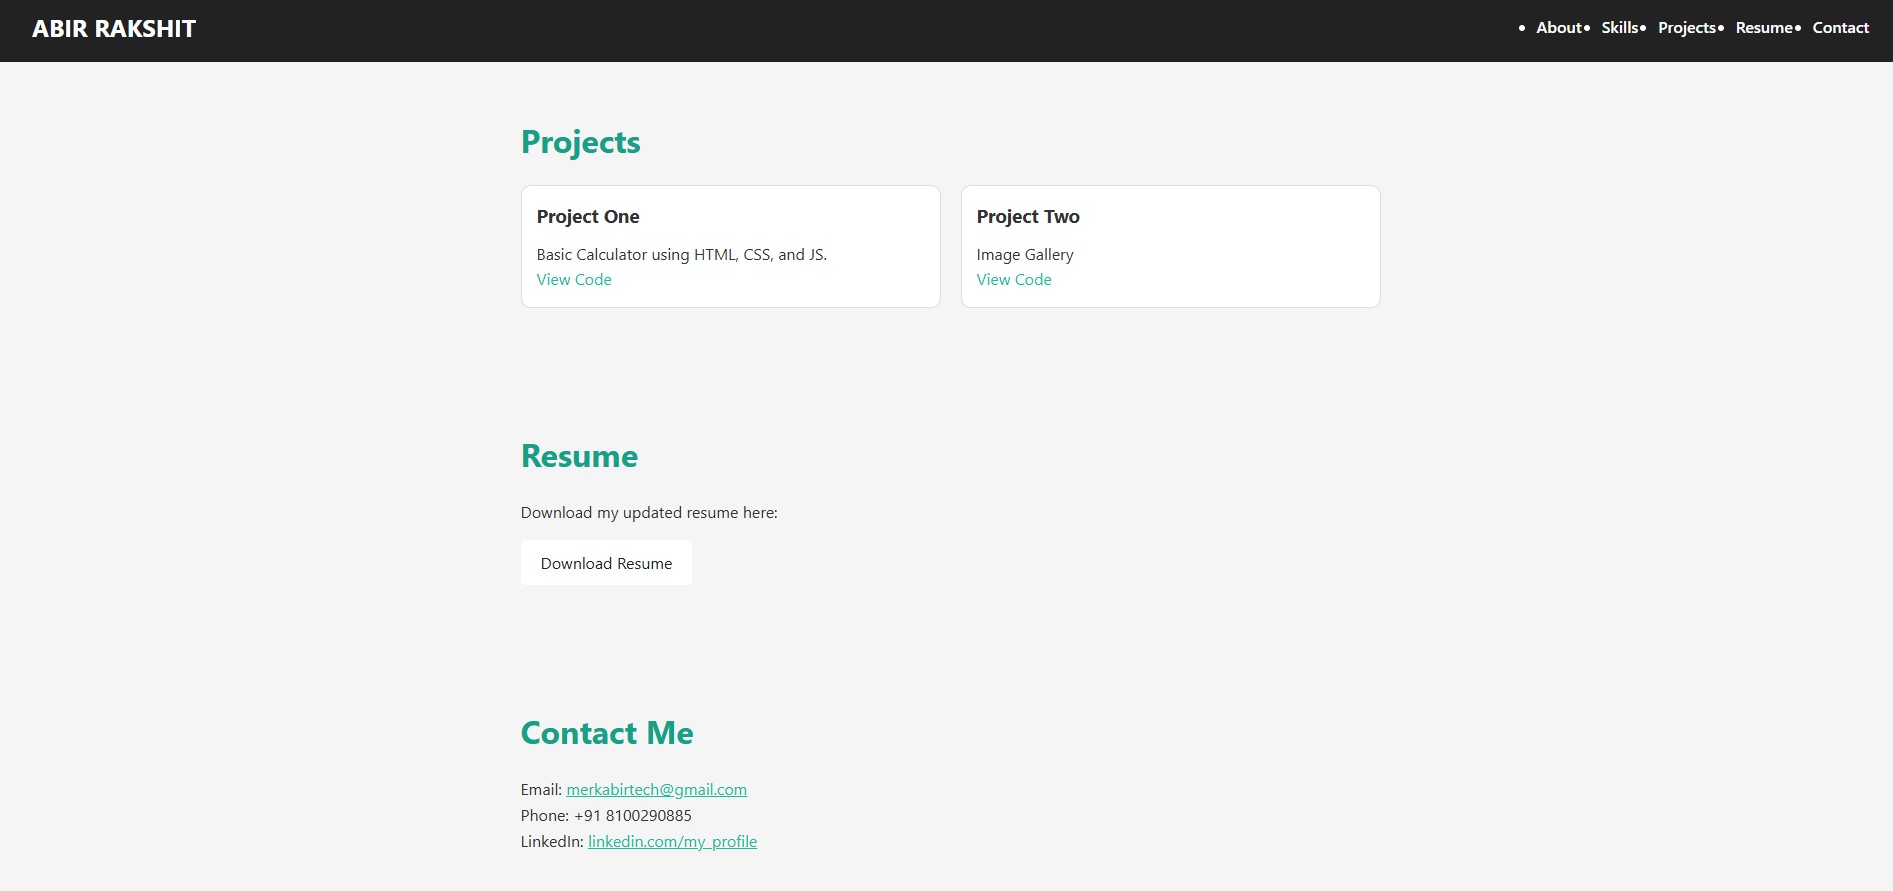 ABIR RAKSHIT
• About • Skills • Projects • Resume • Contact
Projects
Project One
Basic Calculator using HTML, CSS, and JS.
View Code
Project Two
Image Gallery
View Code
Resume
Download my updated resume here:
Download Resume
Contact Me
Email: merkabirtech@gmail.com
Phone: +91 8100290885
LinkedIn: linkedin.com/my_profile